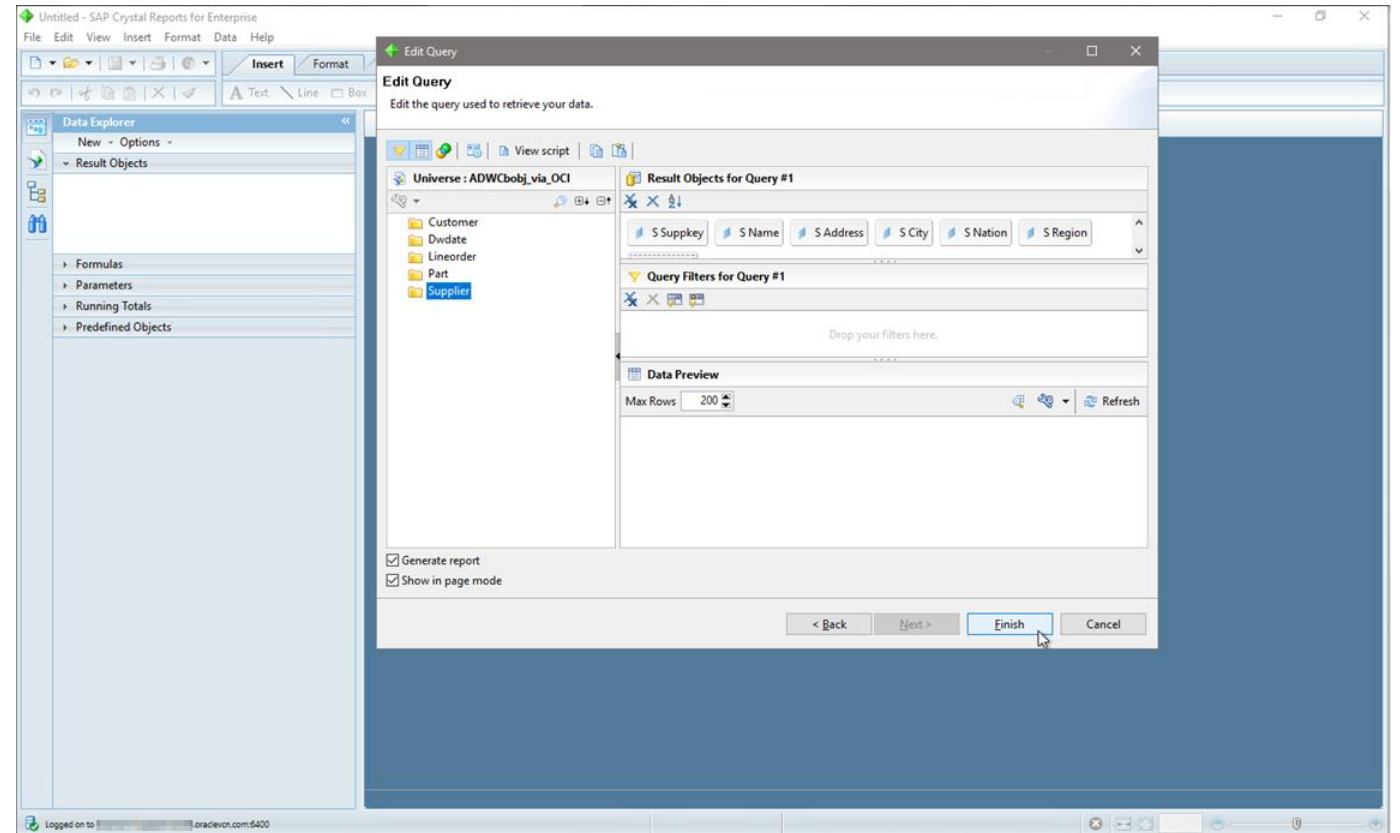 Untitled - SAP Crystal Reports for Enterprise
File Edit View Insert Format Data Help
Insert Format
A Text Line Box
Data Explorer
New Options
Result Objects
Formulas
Parameters
Running Totals
Predefined Objects
Edit Query
Edit Query
Edit the query used to retrieve your data.
View script
Universe : ADWCbobj_via_OCI
Customer
Dwdate
Lineorder
Part
Supplier
Result Objects for Query #1
S Suppkey S Name S Address S City S Nation S Region
Query Filters for Query #1
Drop your filters here.
Data Preview
Max Rows 200 Refresh
Generate report
Show in page mode
< Back Next > Finish Cancel
Logged on to .oraclevcn.com:6400